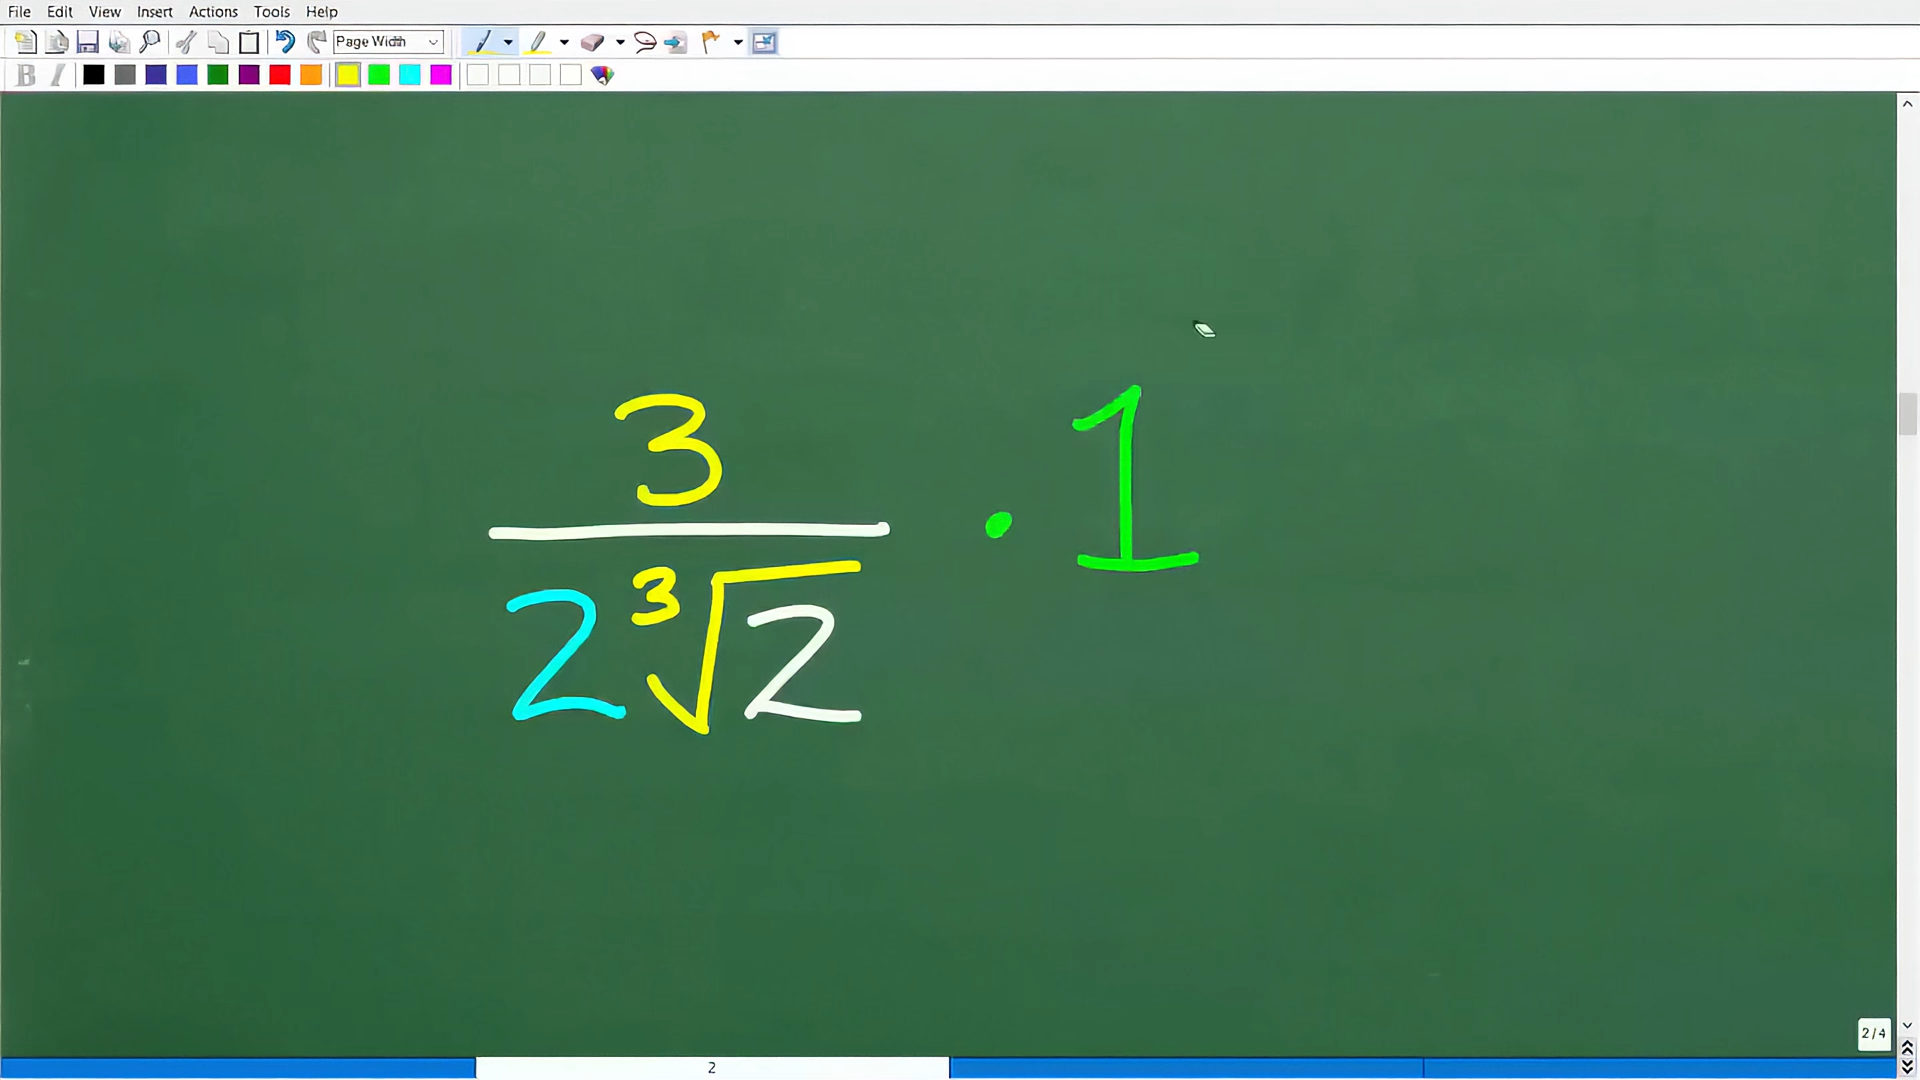 File Edit View Insert Actions Tools Help
Page Width
B I
3
2 ³√2 · 1
2/4
2